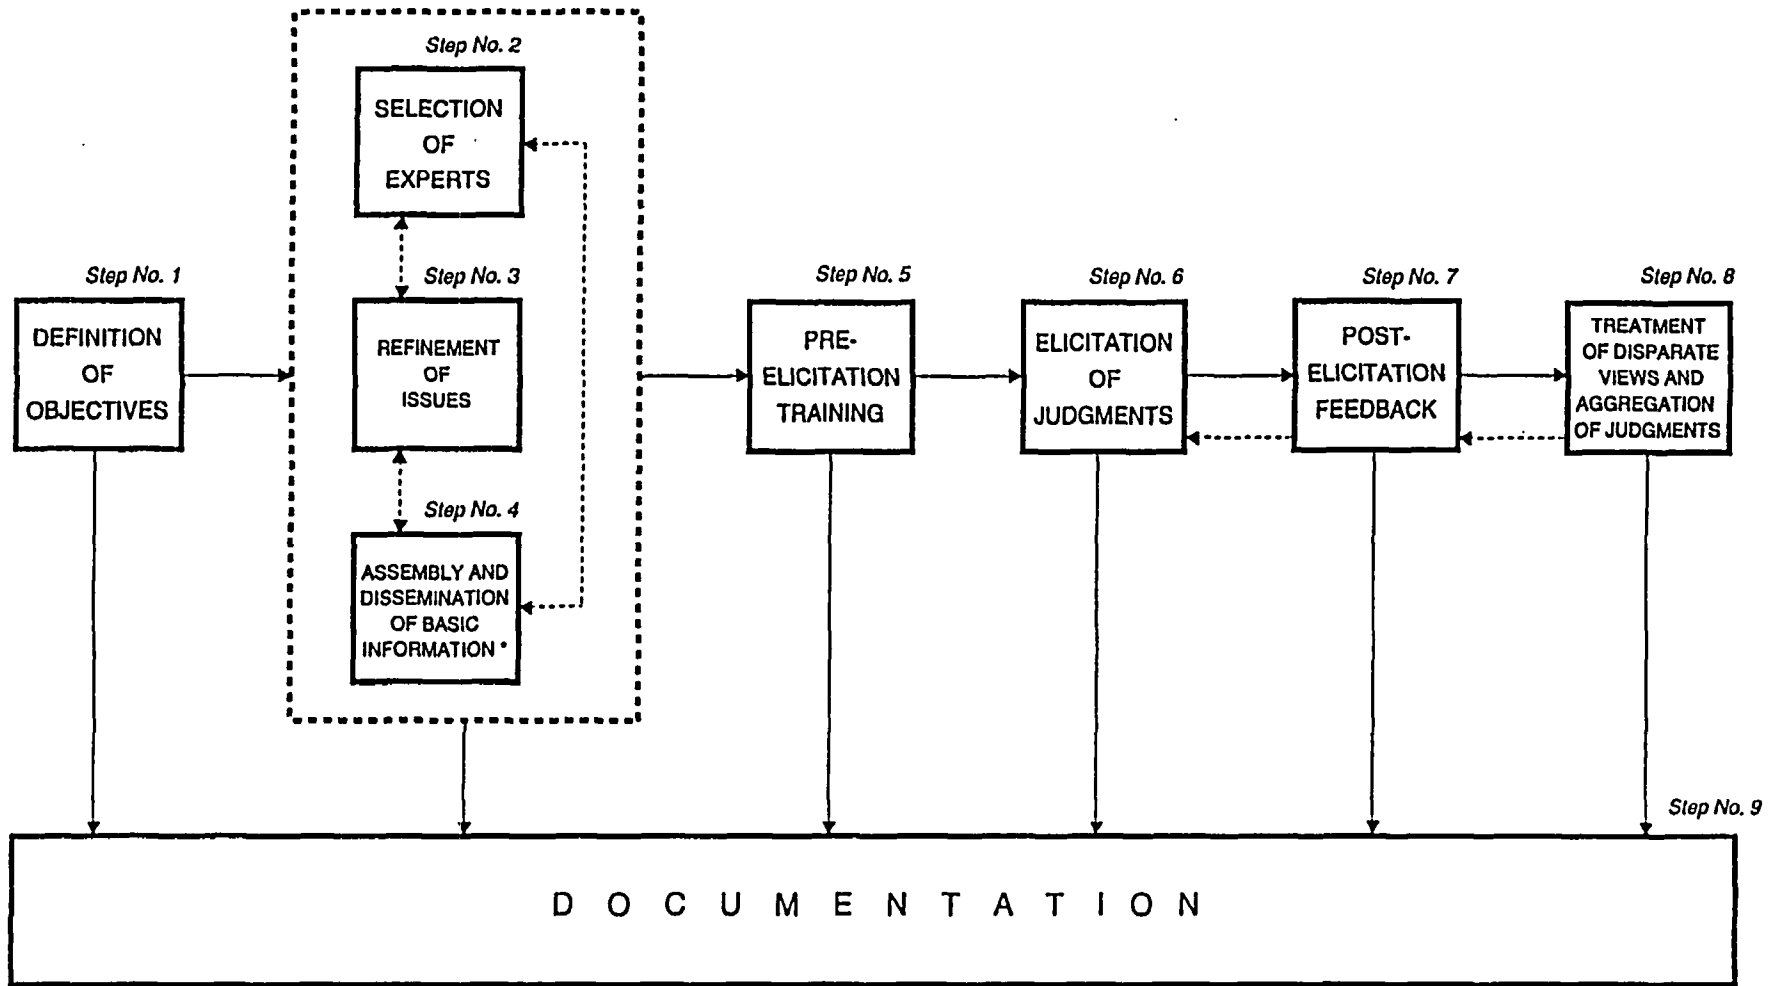 Step No. 2
SELECTION
OF
EXPERTS
Step No. 1
DEFINITION
OF
OBJECTIVES
Step No. 3
REFINEMENT
OF
ISSUES
Step No. 4
ASSEMBLY AND
DISSEMINATION
OF BASIC
INFORMATION *
Step No. 5
PRE-
ELICITATION
TRAINING
Step No. 6
ELICITATION
OF
JUDGMENTS
Step No. 7
POST-
ELICITATION
FEEDBACK
Step No. 8
TREATMENT
OF DISPARATE
VIEWS AND
AGGREGATION
OF JUDGMENTS
Step No. 9
DOCUMENTATION